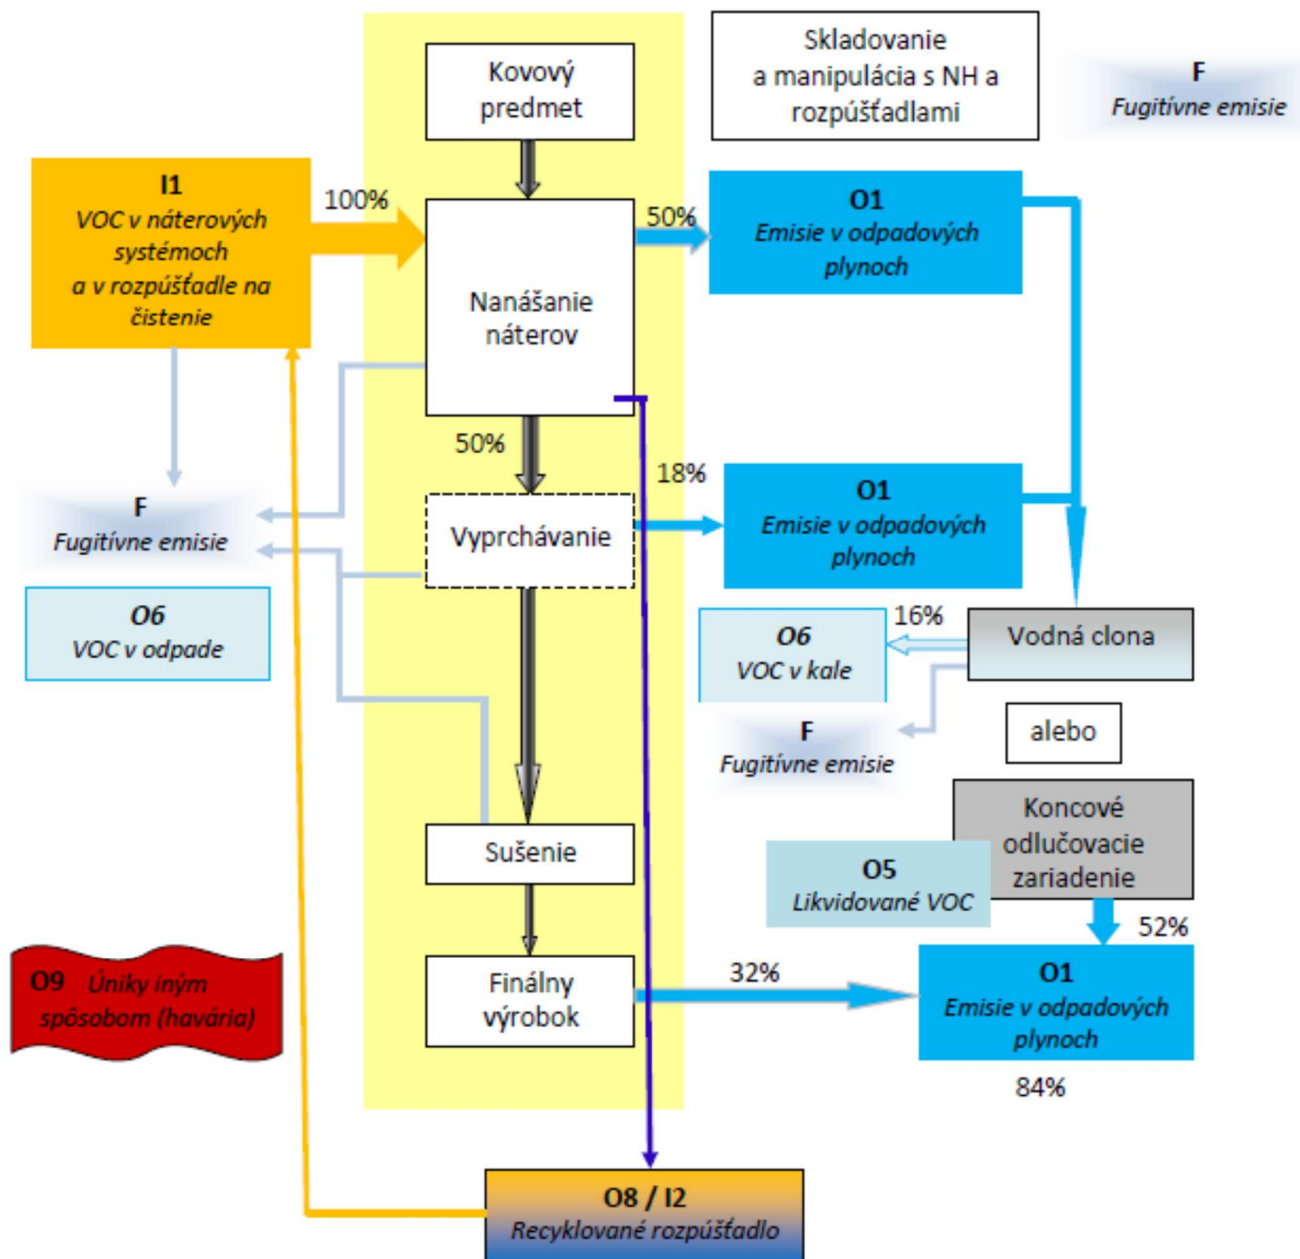 Kovový
predmet
Skladovanie
a manipulácia s NH a
rozpúšťadlami
F
Fugitívne emisie
I1
VOC v náterových
systémoch
a v rozpúšťadle na
čistenie
100%
Nanášanie
náterov
50%
O1
Emisie v odpadových
plynoch
50%
F
Fugitívne emisie
Vyprchávanie
18%
O1
Emisie v odpadových
plynoch
O6
VOC v odpade
16%
O6
VOC v kale
Vodná clona
F
Fugitívne emisie
alebo
Koncové
odlučovacie
zariadenie
O5
Likvidované VOC
Sušenie
52%
O9 Úniky iným
spôsobom (havária)
Finálny
výrobok
32%
O1
Emisie v odpadových
plynoch
84%
O8 / I2
Recyklované rozpúšťadlo